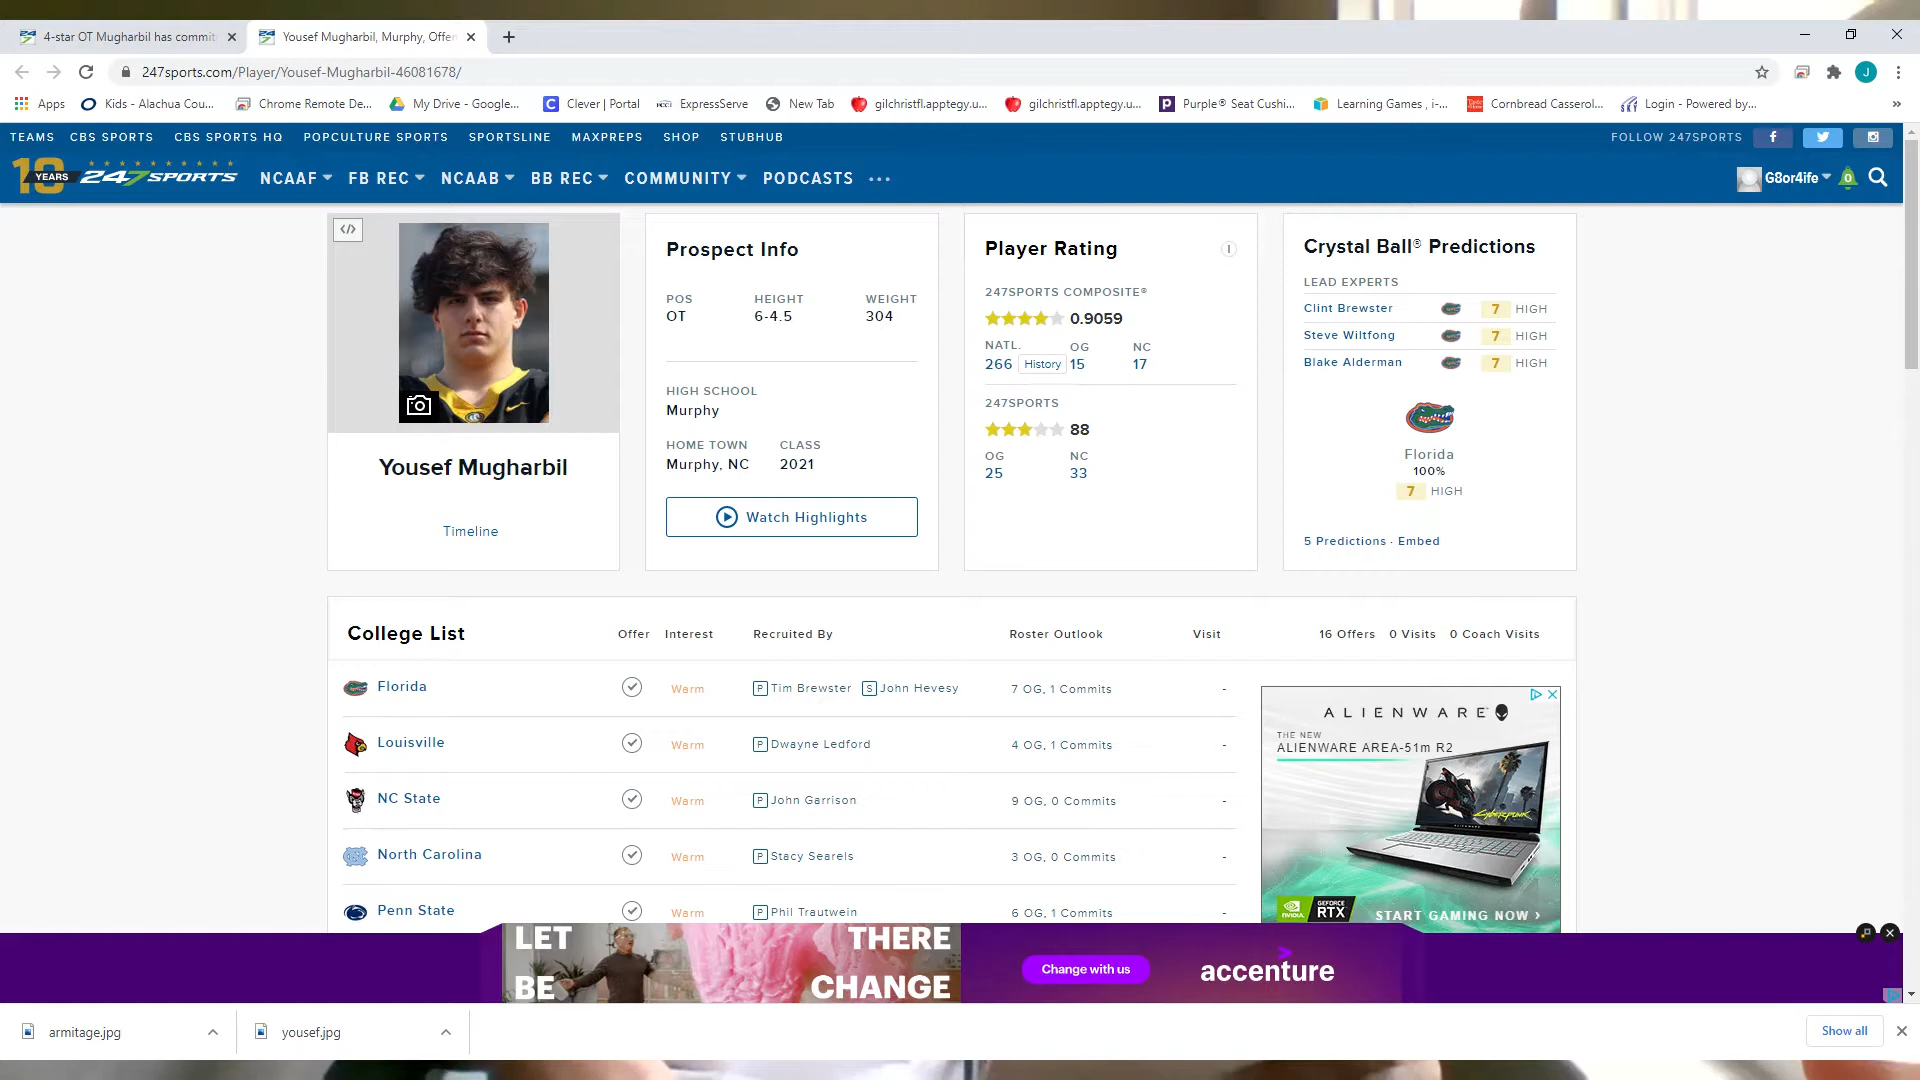 4-star OT Mugharbil has commit
Yousef Mugharbil, Murphy, Offen
247sports.com/Player/Yousef-Mugharbil-46081678/
J
Apps
Kids - Alachua Cou...
Chrome Remote De...
My Drive - Google...
Clever | Portal
ExpressServe
New Tab
gilchristfl.apptegy.u...
gilchristfl.apptegy.u...
Purple® Seat Cushi...
Learning Games , i-...
Cornbread Casserol...
Login - Powered by...
TEAMS CBS SPORTS CBS SPORTS HQ POPCULTURE SPORTS SPORTSLINE MAXPREPS SHOP STUBHUB
FOLLOW 247SPORTS
10 YEARS 247SPORTS
NCAAF FB REC NCAAB BB REC COMMUNITY PODCASTS
G8or4ife
0
Yousef Mugharbil
Timeline
Prospect Info
POS HEIGHT WEIGHT
OT 6-4.5 304
HIGH SCHOOL
Murphy
HOME TOWN CLASS
Murphy, NC 2021
Watch Highlights
Player Rating
247SPORTS COMPOSITE®
0.9059
NATL. OG NC
266 History 15 17
247SPORTS
88
OG NC
25 33
Crystal Ball® Predictions
LEAD EXPERTS
Clint Brewster 7 HIGH
Steve Wiltfong 7 HIGH
Blake Alderman 7 HIGH
Florida
100%
7 HIGH
5 Predictions · Embed
College List Offer Interest Recruited By Roster Outlook Visit 16 Offers 0 Visits 0 Coach Visits
Florida Warm P Tim Brewster S John Hevesy 7 OG, 1 Commits -
Louisville Warm P Dwayne Ledford 4 OG, 1 Commits -
NC State Warm P John Garrison 9 OG, 0 Commits -
North Carolina Warm P Stacy Searels 3 OG, 0 Commits -
Penn State Warm P Phil Trautwein 6 OG, 1 Commits -
ALIENWARE
THE NEW
ALIENWARE AREA-51m R2
Cyberpunk
NVIDIA GEFORCE RTX
START GAMING NOW ›
LET THERE
BE CHANGE
Change with us
accenture
armitage.jpg
yousef.jpg
Show all